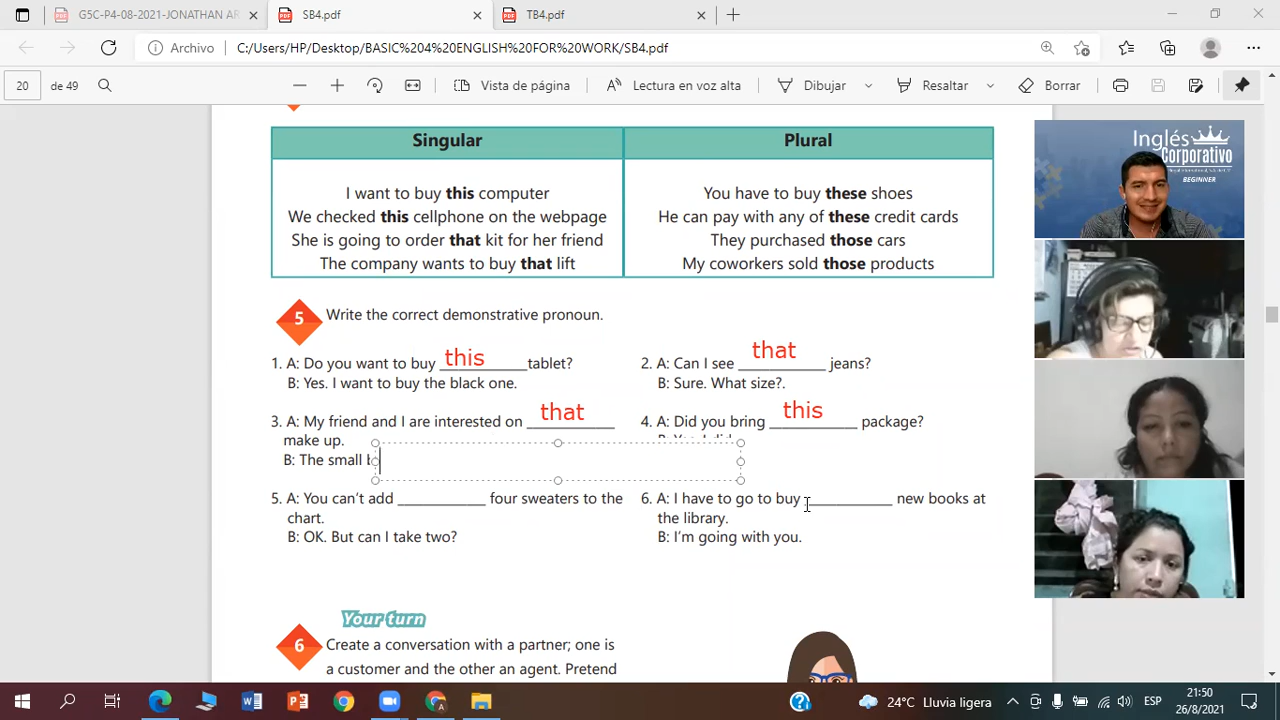 G5C-P4-08-2021-JONATHAN AR
SB4.pdf
TB4.pdf
Archivo
C:/Users/HP/Desktop/BASIC%204%20ENGLISH%20FOR%20WORK/SB4.pdf
20
de 49
Vista de página
Lectura en voz alta
Dibujar
Resaltar
Borrar
Singular
Plural
I want to buy this computer
We checked this cellphone on the webpage
She is going to order that kit for her friend
The company wants to buy that lift
You have to buy these shoes
He can pay with any of these credit cards
They purchased those cars
My coworkers sold those products
5 Write the correct demonstrative pronoun.
1. A: Do you want to buy this tablet?
B: Yes. I want to buy the black one.
2. A: Can I see that jeans?
B: Sure. What size?.
3. A: My friend and I are interested on that
make up.
B: The small
4. A: Did you bring this package?
5. A: You can't add ____________ four sweaters to the
chart.
B: OK. But can I take two?
6. A: I have to go to buy ____________ new books at
the library.
B: I'm going with you.
Your turn
6 Create a conversation with a partner; one is
a customer and the other an agent. Pretend
Inglés
Corporativo
BEGINNER
24°C Lluvia ligera
ESP
21:50
26/8/2021